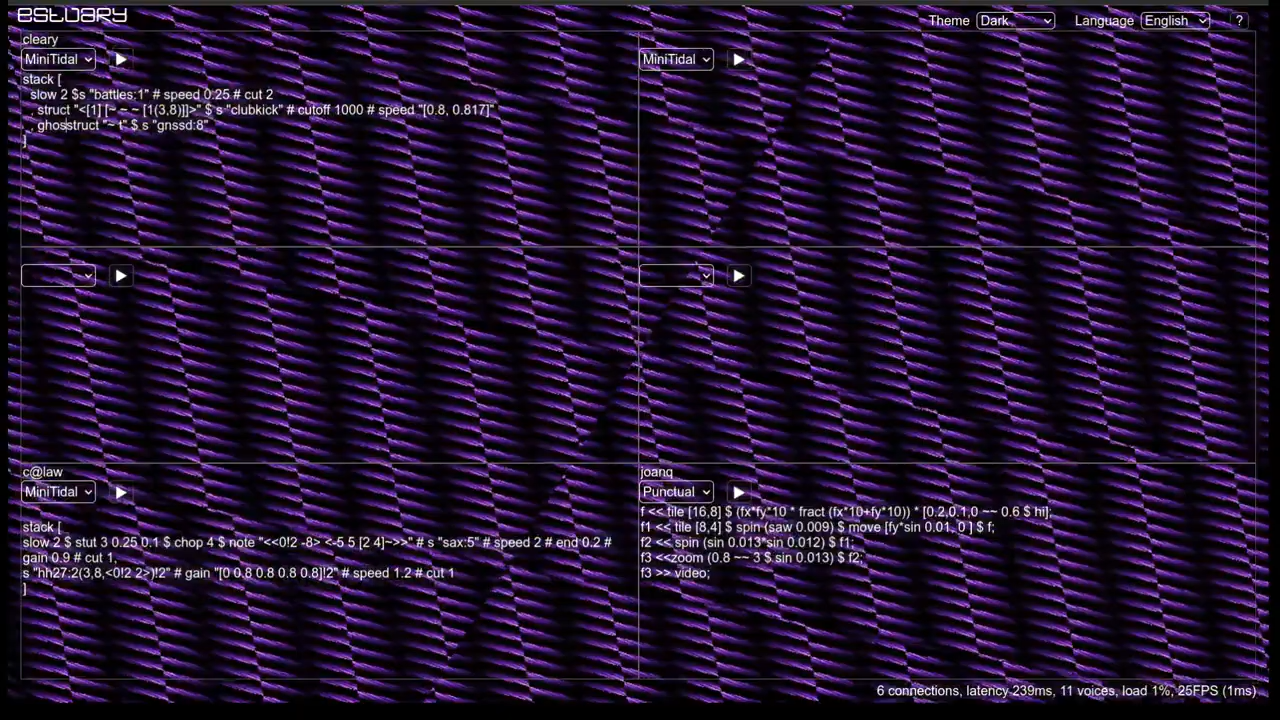 estuary
Theme Dark Language English ?
cleary
MiniTidal
stack [
slow 2 $s "battles:1" # speed 0.25 # cut 2
, struct "<[1] [~ ~ ~ [1(3,8)]]>" $ s "clubkick" # cutoff 1000 # speed "[0.8, 0.817]"
, ghosstruct "~ t" $ s "gnssd:8"
]
MiniTidal
c@law
MiniTidal
stack [
slow 2 $ stut 3 0.25 0.1 $ chop 4 $ note "<<0!2 -8> <-5 5 [2 4]~>>" # s "sax:5" # speed 2 # end 0.2 #
gain 0.9 # cut 1,
s "hh27:2(3,8,<0!2 2>)!2" # gain "[0 0.8 0.8 0.8 0.8]!2" # speed 1.2 # cut 1
]
joanq
Punctual
f << tile [16,8] $ (fx*fy*10 * fract (fx*10+fy*10)) * [0.2,0.1,0 ~~ 0.6 $ hi];
f1 << tile [8,4] $ spin (saw 0.009) $ move [fy*sin 0.01, 0 ] $ f;
f2 << spin (sin 0.013*sin 0.012) $ f1;
f3 <<zoom (0.8 ~~ 3 $ sin 0.013) $ f2;
f3 >> video;
6 connections, latency 239ms, 11 voices, load 1%, 25FPS (1ms)